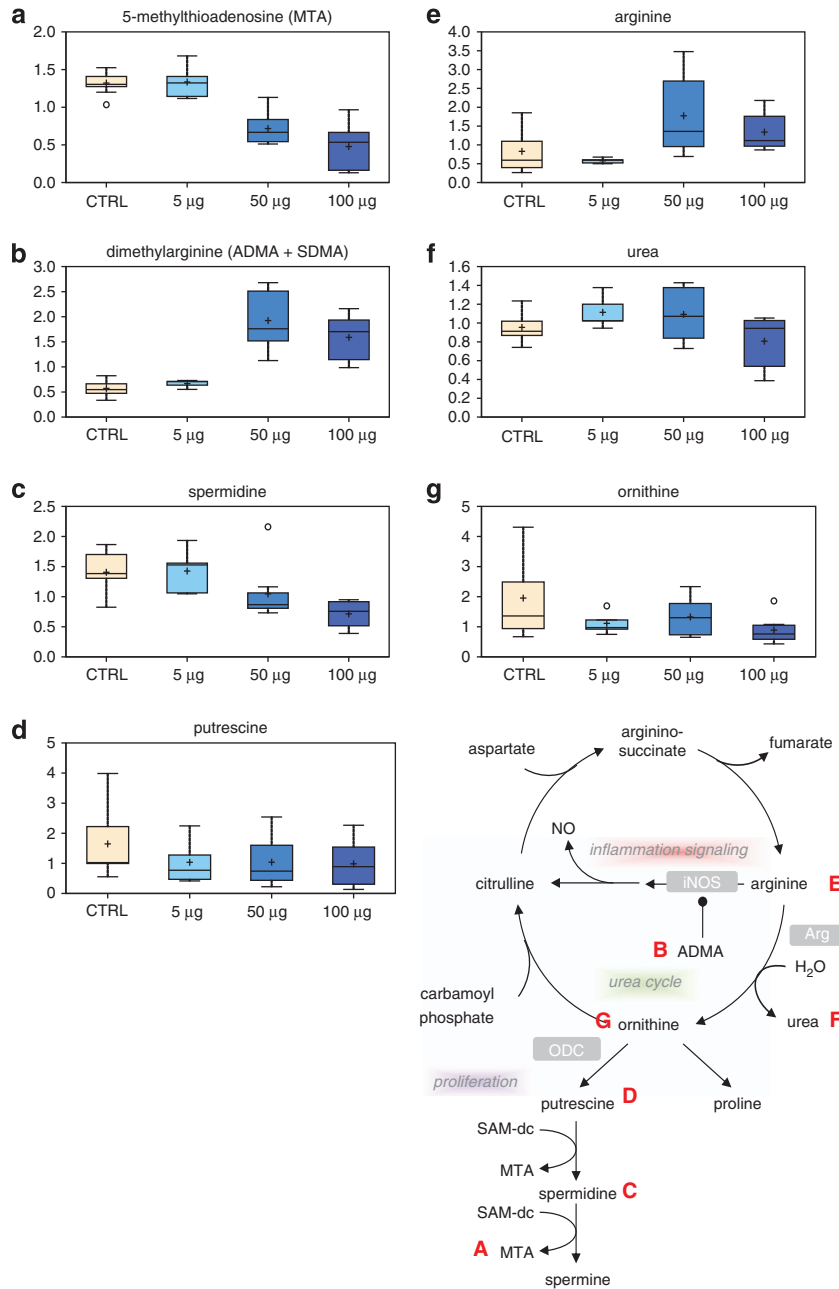 a
5-methylthioadenosine (MTA)
2.0
1.5
1.0
0.5
0.0
CTRL 5 µg 50 µg 100 µg
b
dimethylarginine (ADMA + SDMA)
3.0
2.5
2.0
1.5
1.0
0.5
0.0
CTRL 5 µg 50 µg 100 µg
c
spermidine
2.5
2.0
1.5
1.0
0.5
0.0
CTRL 5 µg 50 µg 100 µg
d
putrescine
5
4
3
2
1
0
CTRL 5 µg 50 µg 100 µg
e
arginine
4.0
3.5
3.0
2.5
2.0
1.5
1.0
0.5
0.0
CTRL 5 µg 50 µg 100 µg
f
urea
1.6
1.4
1.2
1.0
0.8
0.6
0.4
0.2
0.0
CTRL 5 µg 50 µg 100 µg
g
ornithine
5
4
3
2
1
0
CTRL 5 µg 50 µg 100 µg
arginino-
succinate
aspartate
fumarate
NO
inflammation signaling
citrulline
iNOS
arginine E
Arg
B ADMA
H2O
urea cycle
carbamoyl
phosphate
urea F
G ornithine
ODC
proliferation
putrescine D
proline
SAM-dc
MTA
spermidine C
SAM-dc
A MTA
spermine